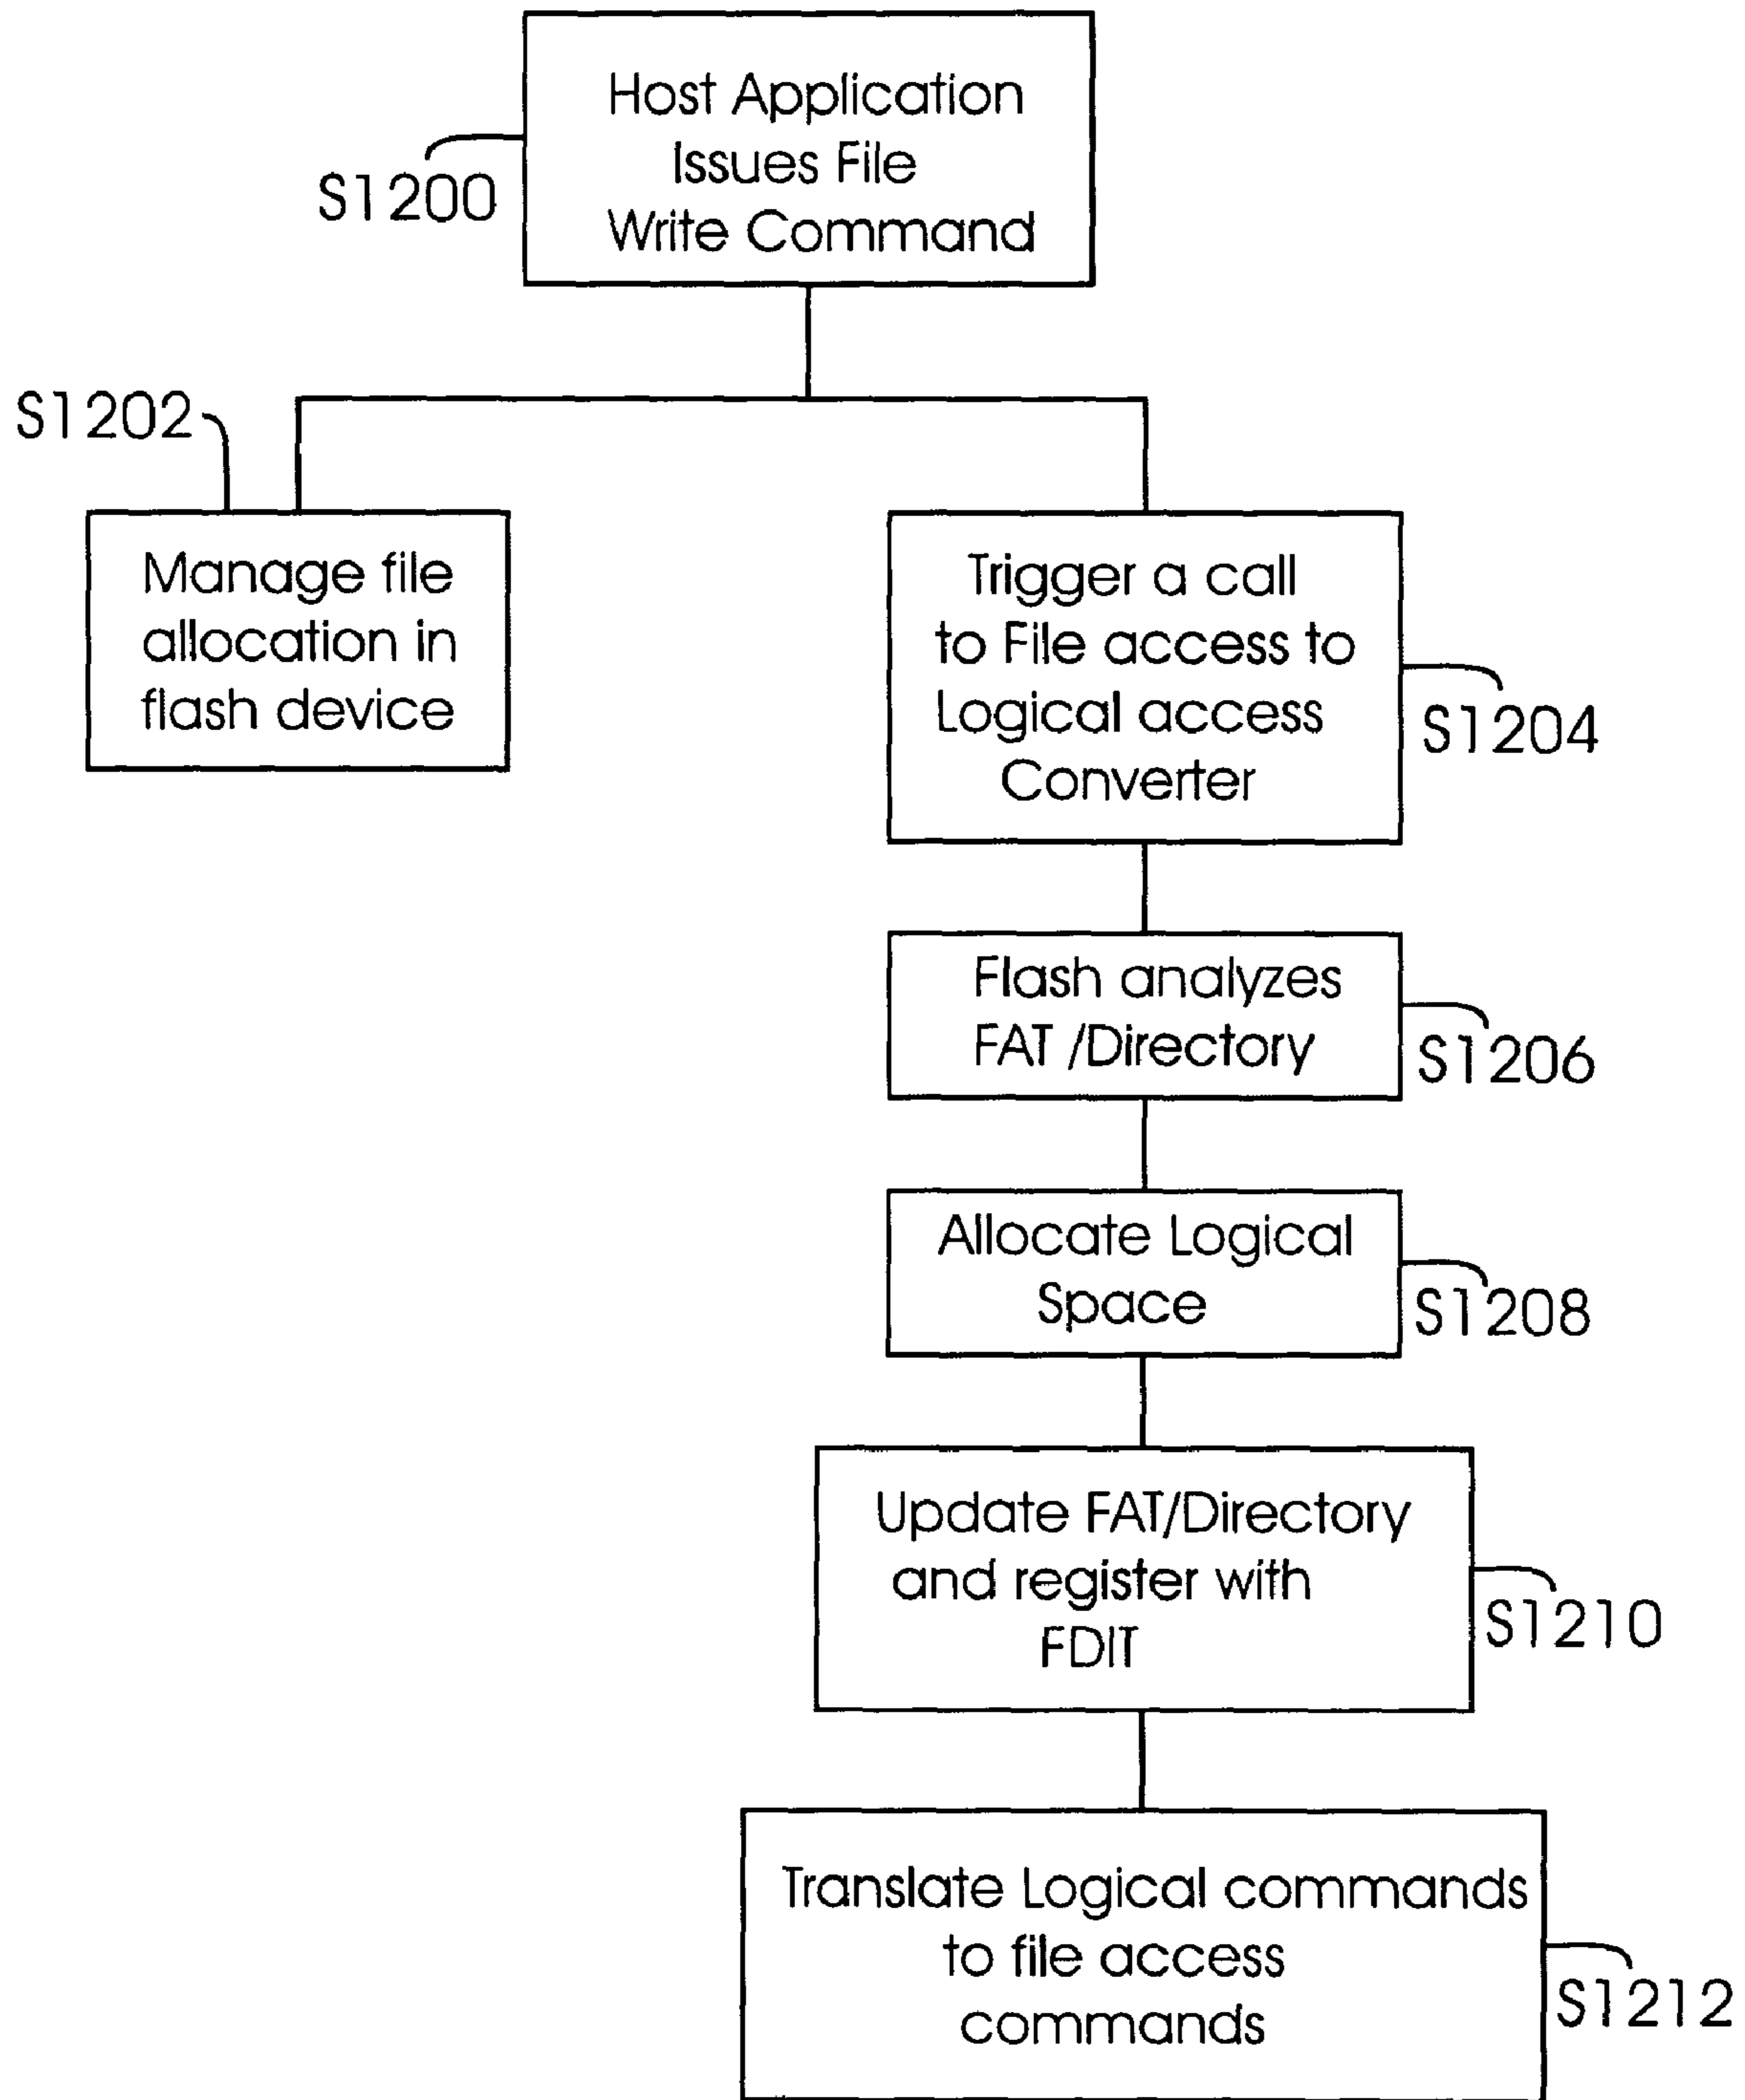 Host Application
Issues File
Write Command
S1200
S1202
Manage file
allocation in
flash device
Trigger a call
to File access to
Logical access
Converter
S1204
Flash analyzes
FAT /Directory
S1206
Allocate Logical
Space
S1208
Update FAT/Directory
and register with
FDIT
S1210
Translate Logical commands
to file access
commands
S1212